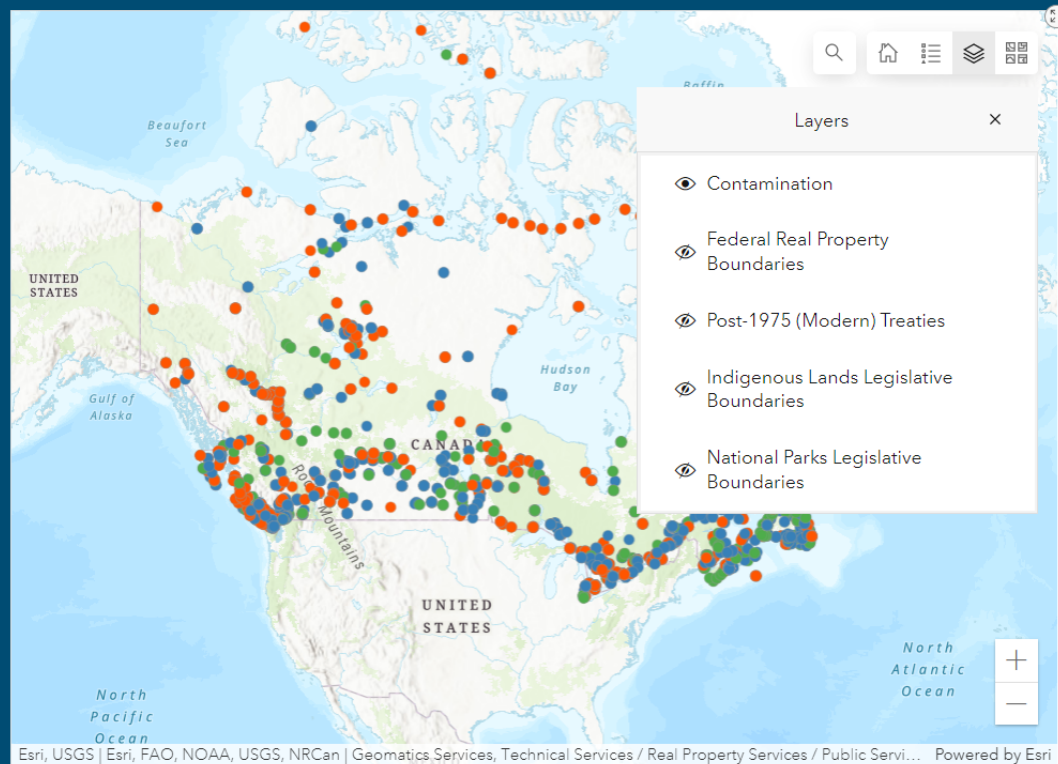 Baffin
Beaufort
Sea
Layers
Contamination
Federal Real Property
Boundaries
UNITED
STATES
Post-1975 (Modern) Treaties
Hudson
Bay
Indigenous Lands Legislative
Boundaries
Gulf of
Alaska
CANADA
National Parks Legislative
Boundaries
Rocky Mountains
UNITED
STATES
North
Atlantic
Ocean
North
Pacific
Ocean
Esri, USGS | Esri, FAO, NOAA, USGS, NRCan | Geomatics Services, Technical Services / Real Property Services / Public Servi... Powered by Esri